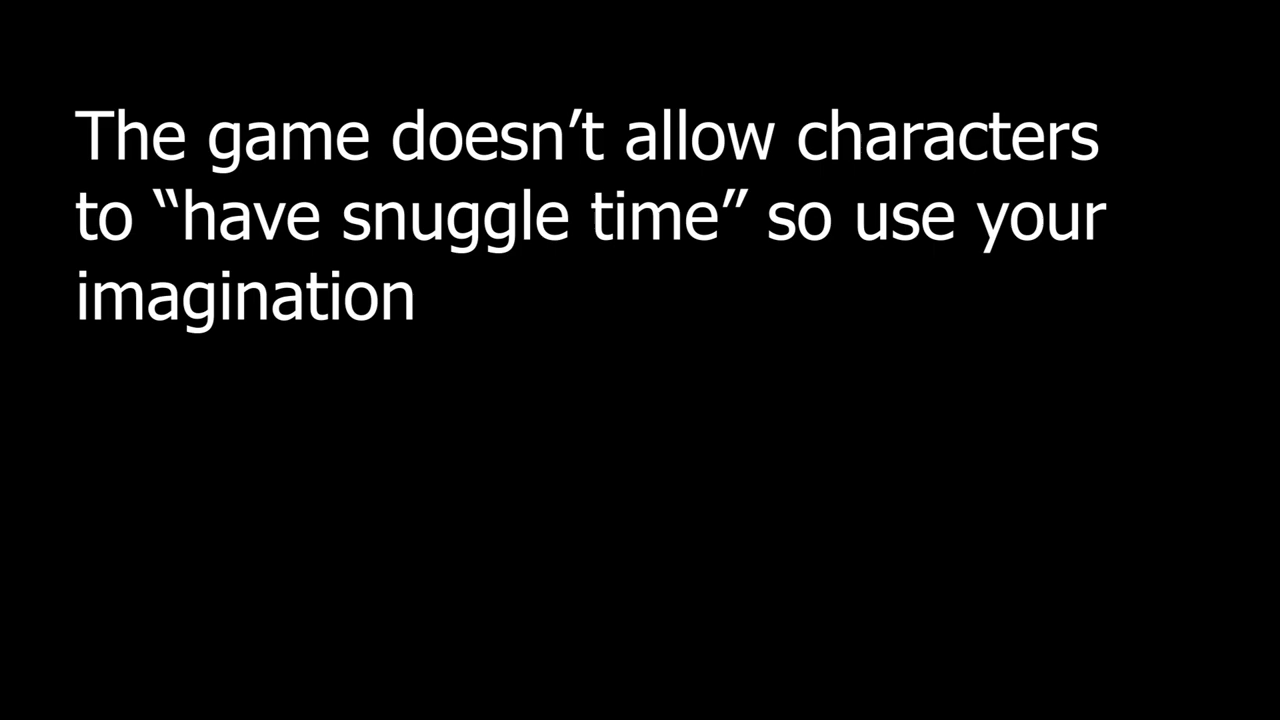 The game doesn’t allow characters
to “have snuggle time” so use your
imagination